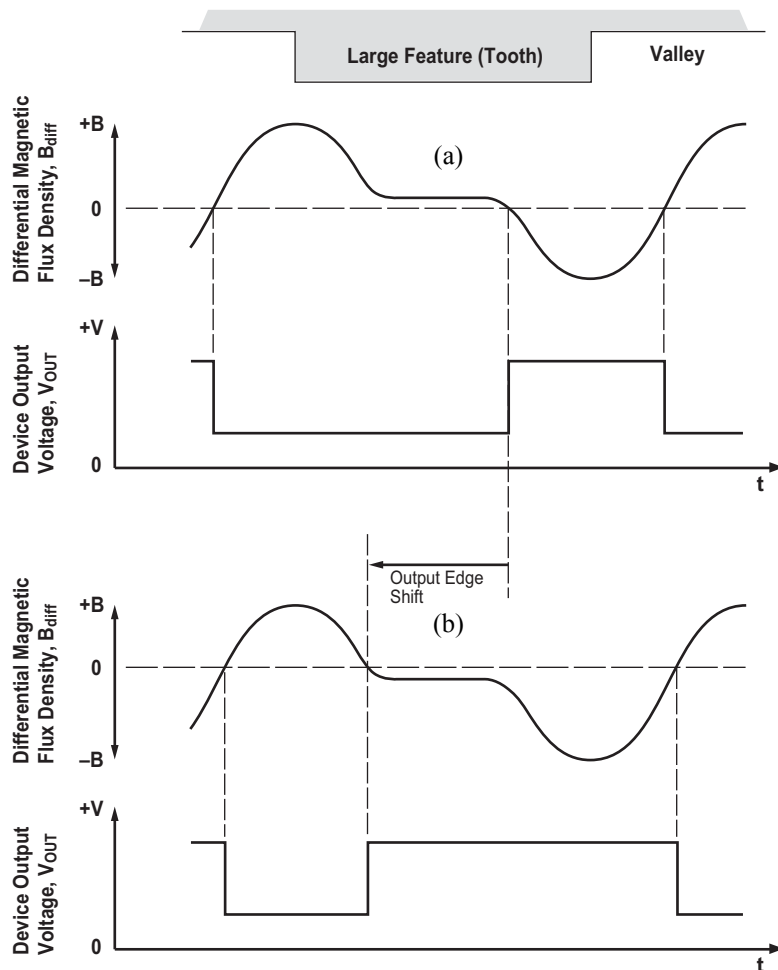 Large Feature (Tooth)
Valley
+B
Differential Magnetic
Flux Density, Bdiff
(a)
0
–B
+V
Device Output
Voltage, VOUT
0
t
Output Edge
Shift
+B
Differential Magnetic
Flux Density, Bdiff
(b)
0
–B
+V
Device Output
Voltage, VOUT
0
t